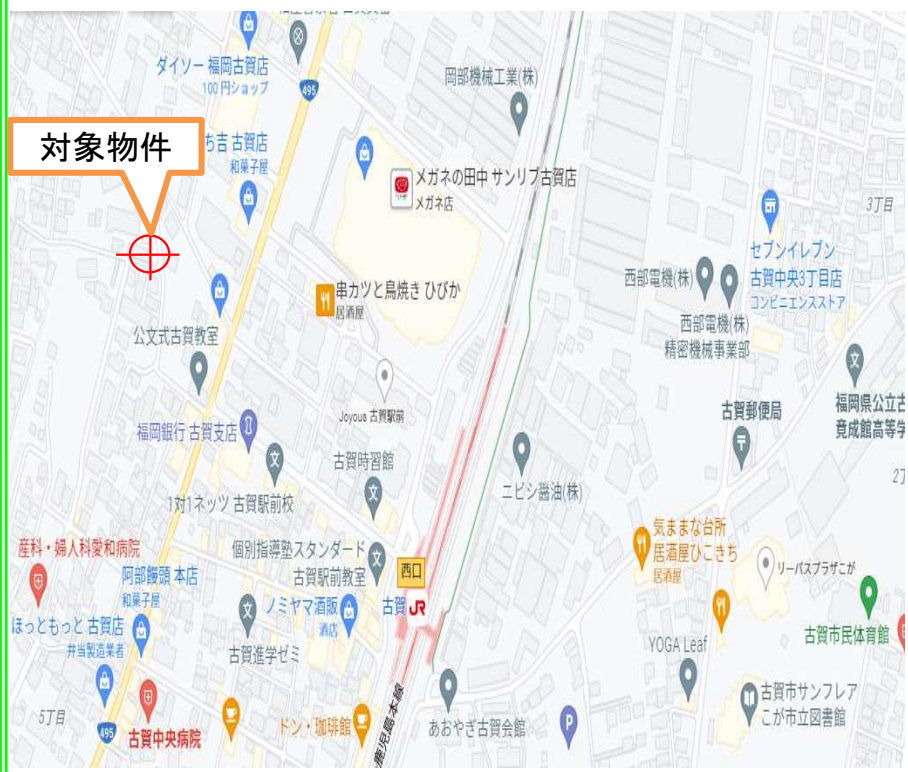 ダイソー 福岡古賀店
100 円ショップ
495
岡部機械工業(株)
対象物件
ち吉 古賀店
和菓子屋
メガネの田中 サンリブ古賀店
メガネ店
3丁目
セブンイレブン
古賀中央3丁目店
コンビニエンスストア
西部電機(株)
西部電機(株)
精密機械事業部
串カツと鳥焼き ひびか
居酒屋
公文式古賀教室
Joyous 古賀駅前
古賀郵便局
福岡県公立古
竟成館高等学
福岡銀行 古賀支店
古賀時習館
ニビシ醤油(株)
1対1ネッツ 古賀駅前校
産科・婦人科愛和病院
個別指導塾スタンダード
古賀駅前教室
西口
気ままな台所
居酒屋ひこきち
居酒屋
リーパスプラザこが
阿部饅頭 本店
和菓子屋
ノミヤマ酒販
酒店
古賀
JR
ほっともっと 古賀店
弁当製造業者
古賀進学ゼミ
YOGA Leaf
古賀市民体育館
古賀市サンフレア
こが市立図書館
5丁目
495
古賀中央病院
ドン・珈琲館
鹿児島本線
あおやぎ古賀会館
P